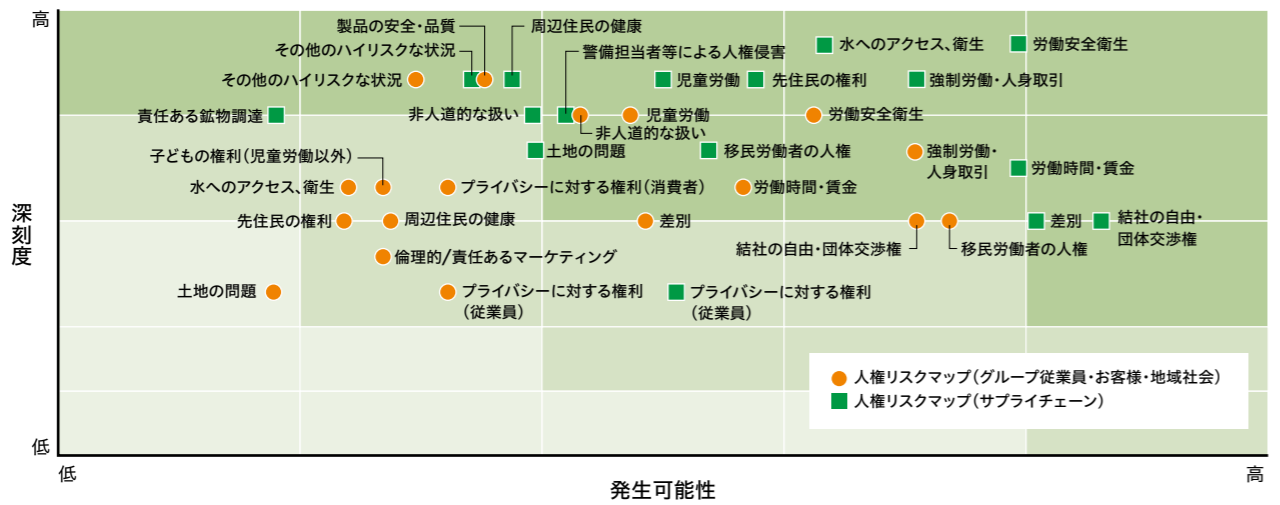 高
製品の安全・品質
周辺住民の健康
その他のハイリスクな状況
警備担当者等による人権侵害
水へのアクセス、衛生
労働安全衛生
その他のハイリスクな状況
児童労働
先住民の権利
強制労働・人身取引
責任ある鉱物調達
非人道的な扱い
児童労働
労働安全衛生
非人道的な扱い
子どもの権利（児童労働以外）
土地の問題
移民労働者の人権
強制労働・
人身取引
労働時間・賃金
水へのアクセス、衛生
プライバシーに対する権利（消費者）
労働時間・賃金
先住民の権利
周辺住民の健康
差別
結社の自由・団体交渉権
移民労働者の人権
差別
結社の自由・
団体交渉権
倫理的/責任あるマーケティング
土地の問題
プライバシーに対する権利
（従業員）
プライバシーに対する権利
（従業員）
深刻度
人権リスクマップ（グループ従業員・お客様・地域社会）
人権リスクマップ（サプライチェーン）
低
低
高
発生可能性